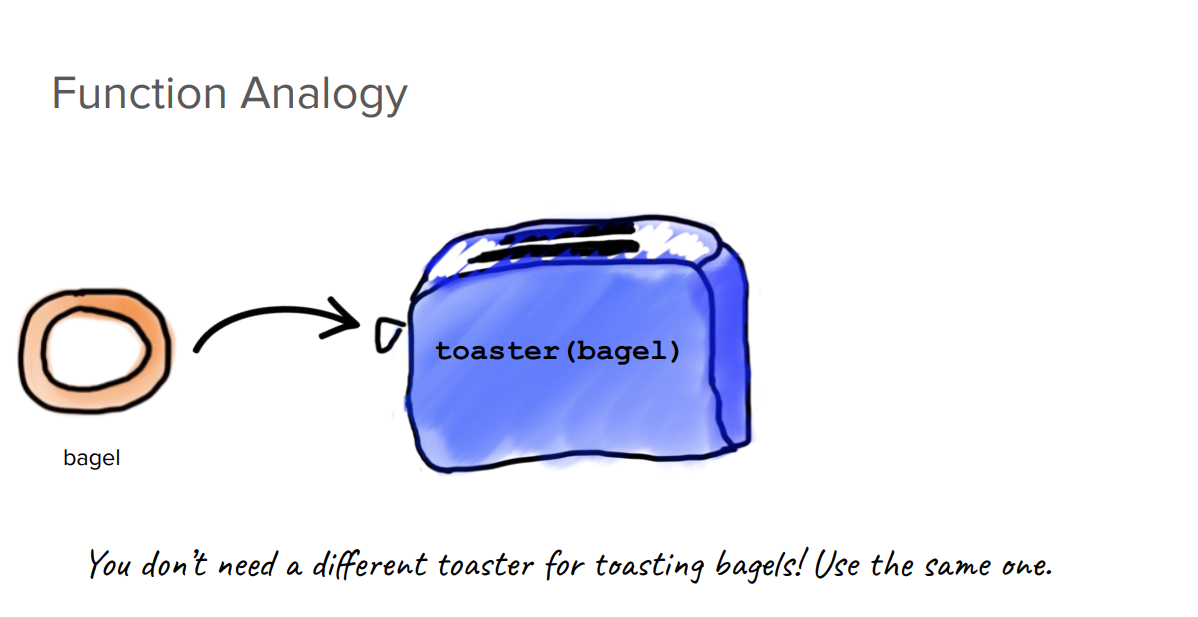 Function Analogy
toaster(bagel)
bagel
You don't need a different toaster for toasting bagels! Use the same one.